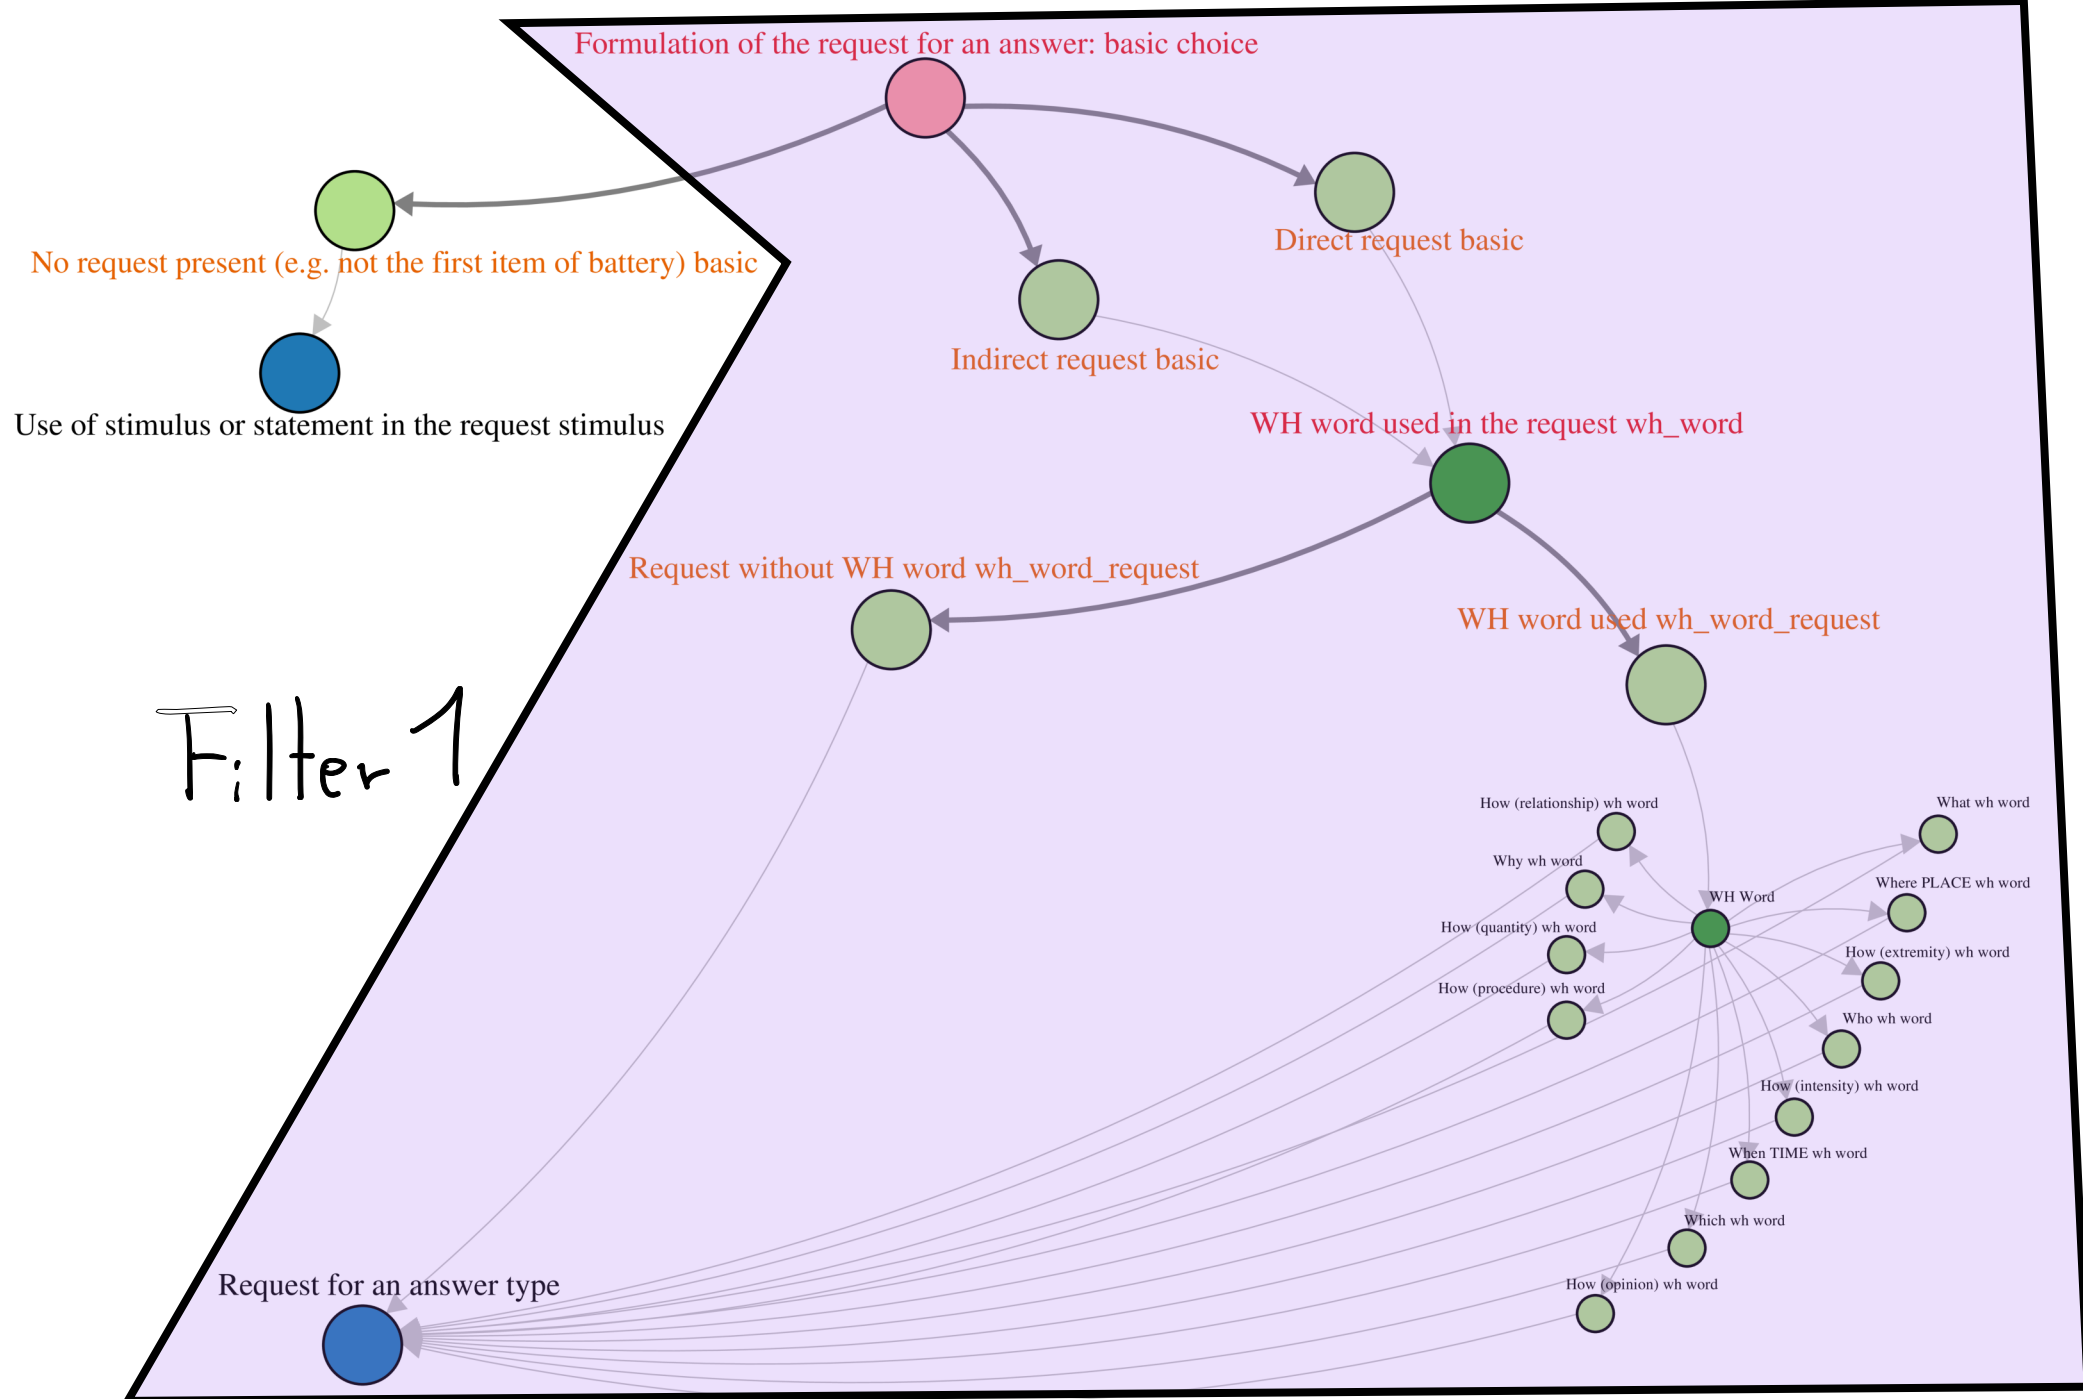 Formulation of the request for an answer: basic choice
Direct request basic
No request present (e.g. not the first item of battery) basic
Indirect request basic
Use of stimulus or statement in the request stimulus
WH word used in the request wh_word
Request without WH word wh_word_request
WH word used wh_word_request
Filter 1
How (relationship) wh word
What wh word
Why wh word
Where PLACE wh word
WH Word
How (quantity) wh word
How (extremity) wh word
How (procedure) wh word
Who wh word
How (intensity) wh word
When TIME wh word
Which wh word
How (opinion) wh word
Request for an answer type